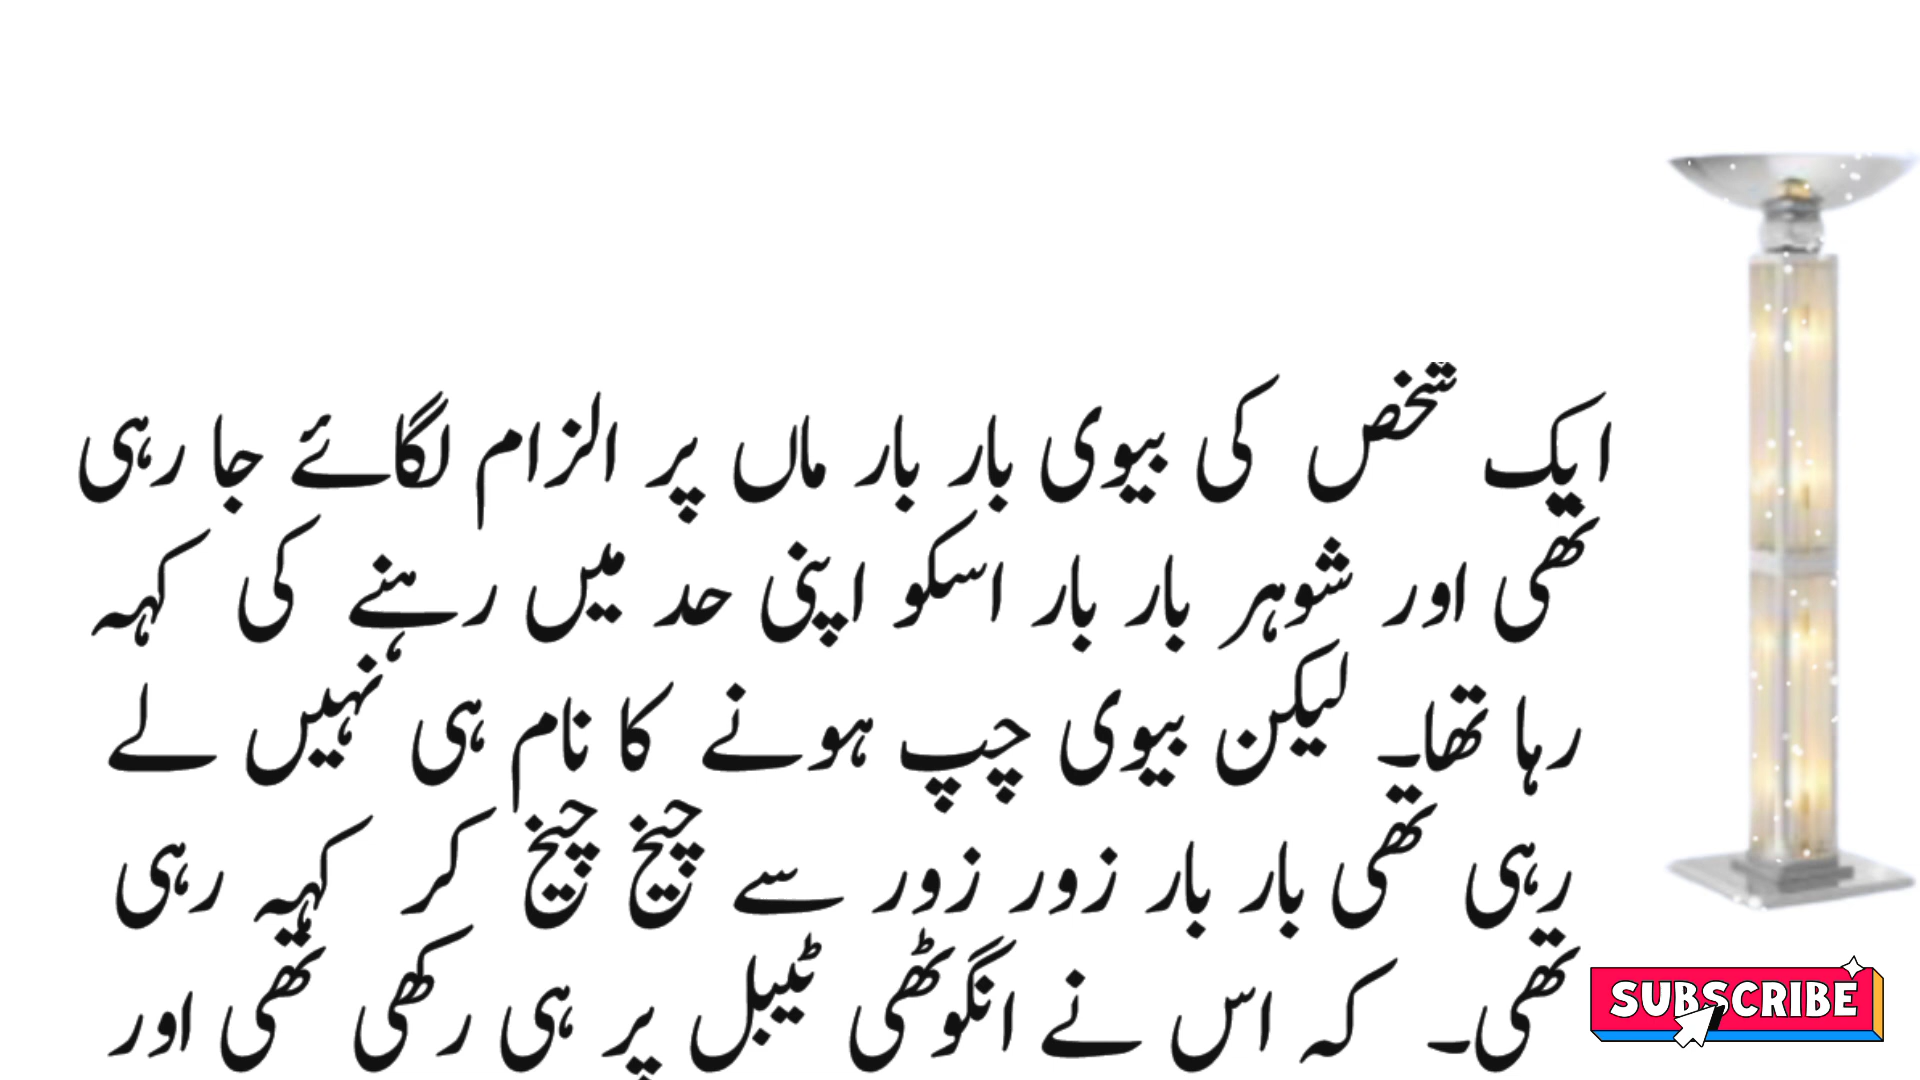 ایک شخص کی بیوی بار بار ماں پر الزام لگائے جا رہی
تھی اور شوہر بار بار اسکو اپنی حد میں رہنے کی کہہ
رہا تھا۔ لیکن بیوی چپ ہونے کا نام ہی نہیں لے
رہی تھی بار بار زور زور سے چیخ چیخ کر کہہ رہی
تھی۔ کہ اس نے انگوٹھی ٹیبل پر ہی رکھی تھی اور
SUBSCRIBE